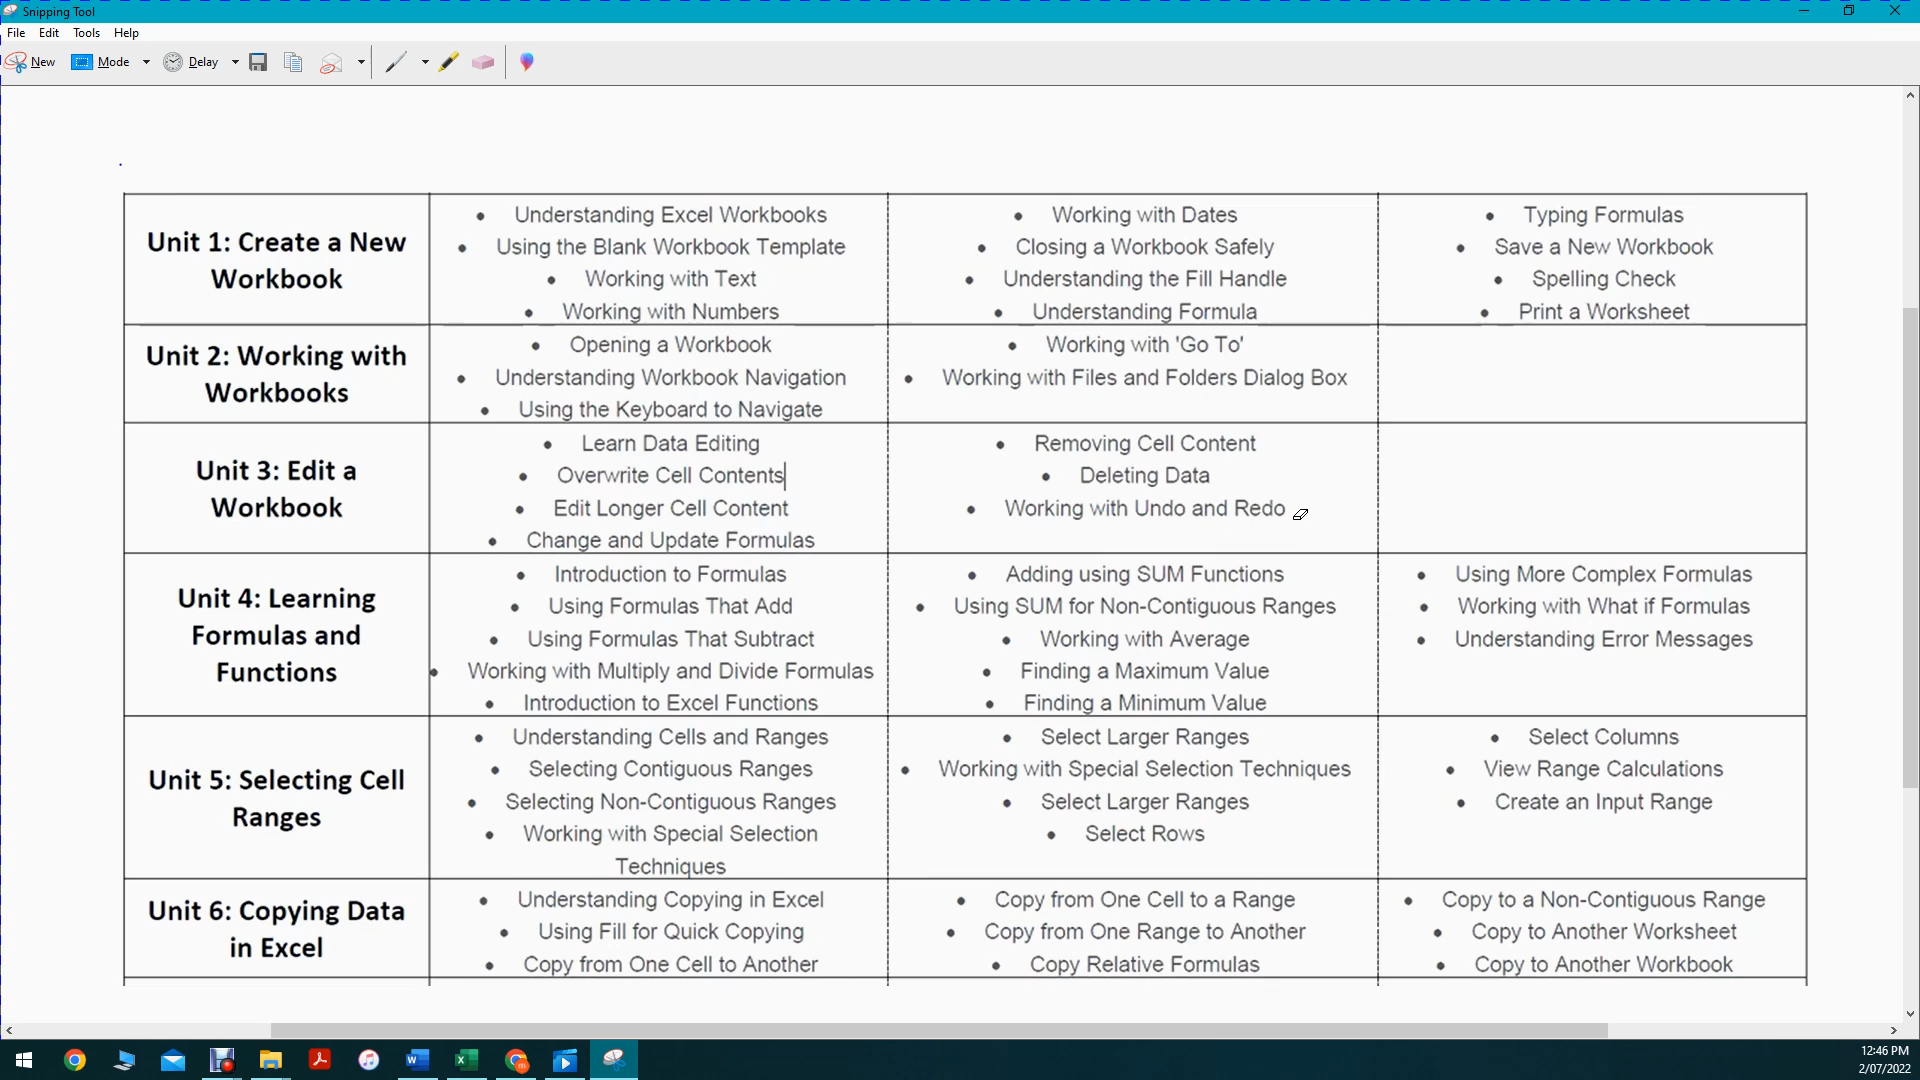 Snipping Tool
File Edit Tools Help
New Mode Delay
Unit 1: Create a New
Workbook
• Understanding Excel Workbooks
• Using the Blank Workbook Template
• Working with Text
• Working with Numbers
• Working with Dates
• Closing a Workbook Safely
• Understanding the Fill Handle
• Understanding Formula
• Typing Formulas
• Save a New Workbook
• Spelling Check
• Print a Worksheet
Unit 2: Working with
Workbooks
• Opening a Workbook
• Understanding Workbook Navigation
• Using the Keyboard to Navigate
• Working with 'Go To'
• Working with Files and Folders Dialog Box
Unit 3: Edit a
Workbook
• Learn Data Editing
• Overwrite Cell Contents
• Edit Longer Cell Content
• Change and Update Formulas
• Removing Cell Content
• Deleting Data
• Working with Undo and Redo
Unit 4: Learning
Formulas and
Functions
• Introduction to Formulas
• Using Formulas That Add
• Using Formulas That Subtract
• Working with Multiply and Divide Formulas
• Introduction to Excel Functions
• Adding using SUM Functions
• Using SUM for Non-Contiguous Ranges
• Working with Average
• Finding a Maximum Value
• Finding a Minimum Value
• Using More Complex Formulas
• Working with What if Formulas
• Understanding Error Messages
Unit 5: Selecting Cell
Ranges
• Understanding Cells and Ranges
• Selecting Contiguous Ranges
• Selecting Non-Contiguous Ranges
• Working with Special Selection
Techniques
• Select Larger Ranges
• Working with Special Selection Techniques
• Select Larger Ranges
• Select Rows
• Select Columns
• View Range Calculations
• Create an Input Range
Unit 6: Copying Data
in Excel
• Understanding Copying in Excel
• Using Fill for Quick Copying
• Copy from One Cell to Another
• Copy from One Cell to a Range
• Copy from One Range to Another
• Copy Relative Formulas
• Copy to a Non-Contiguous Range
• Copy to Another Worksheet
• Copy to Another Workbook
12:46 PM
2/07/2022